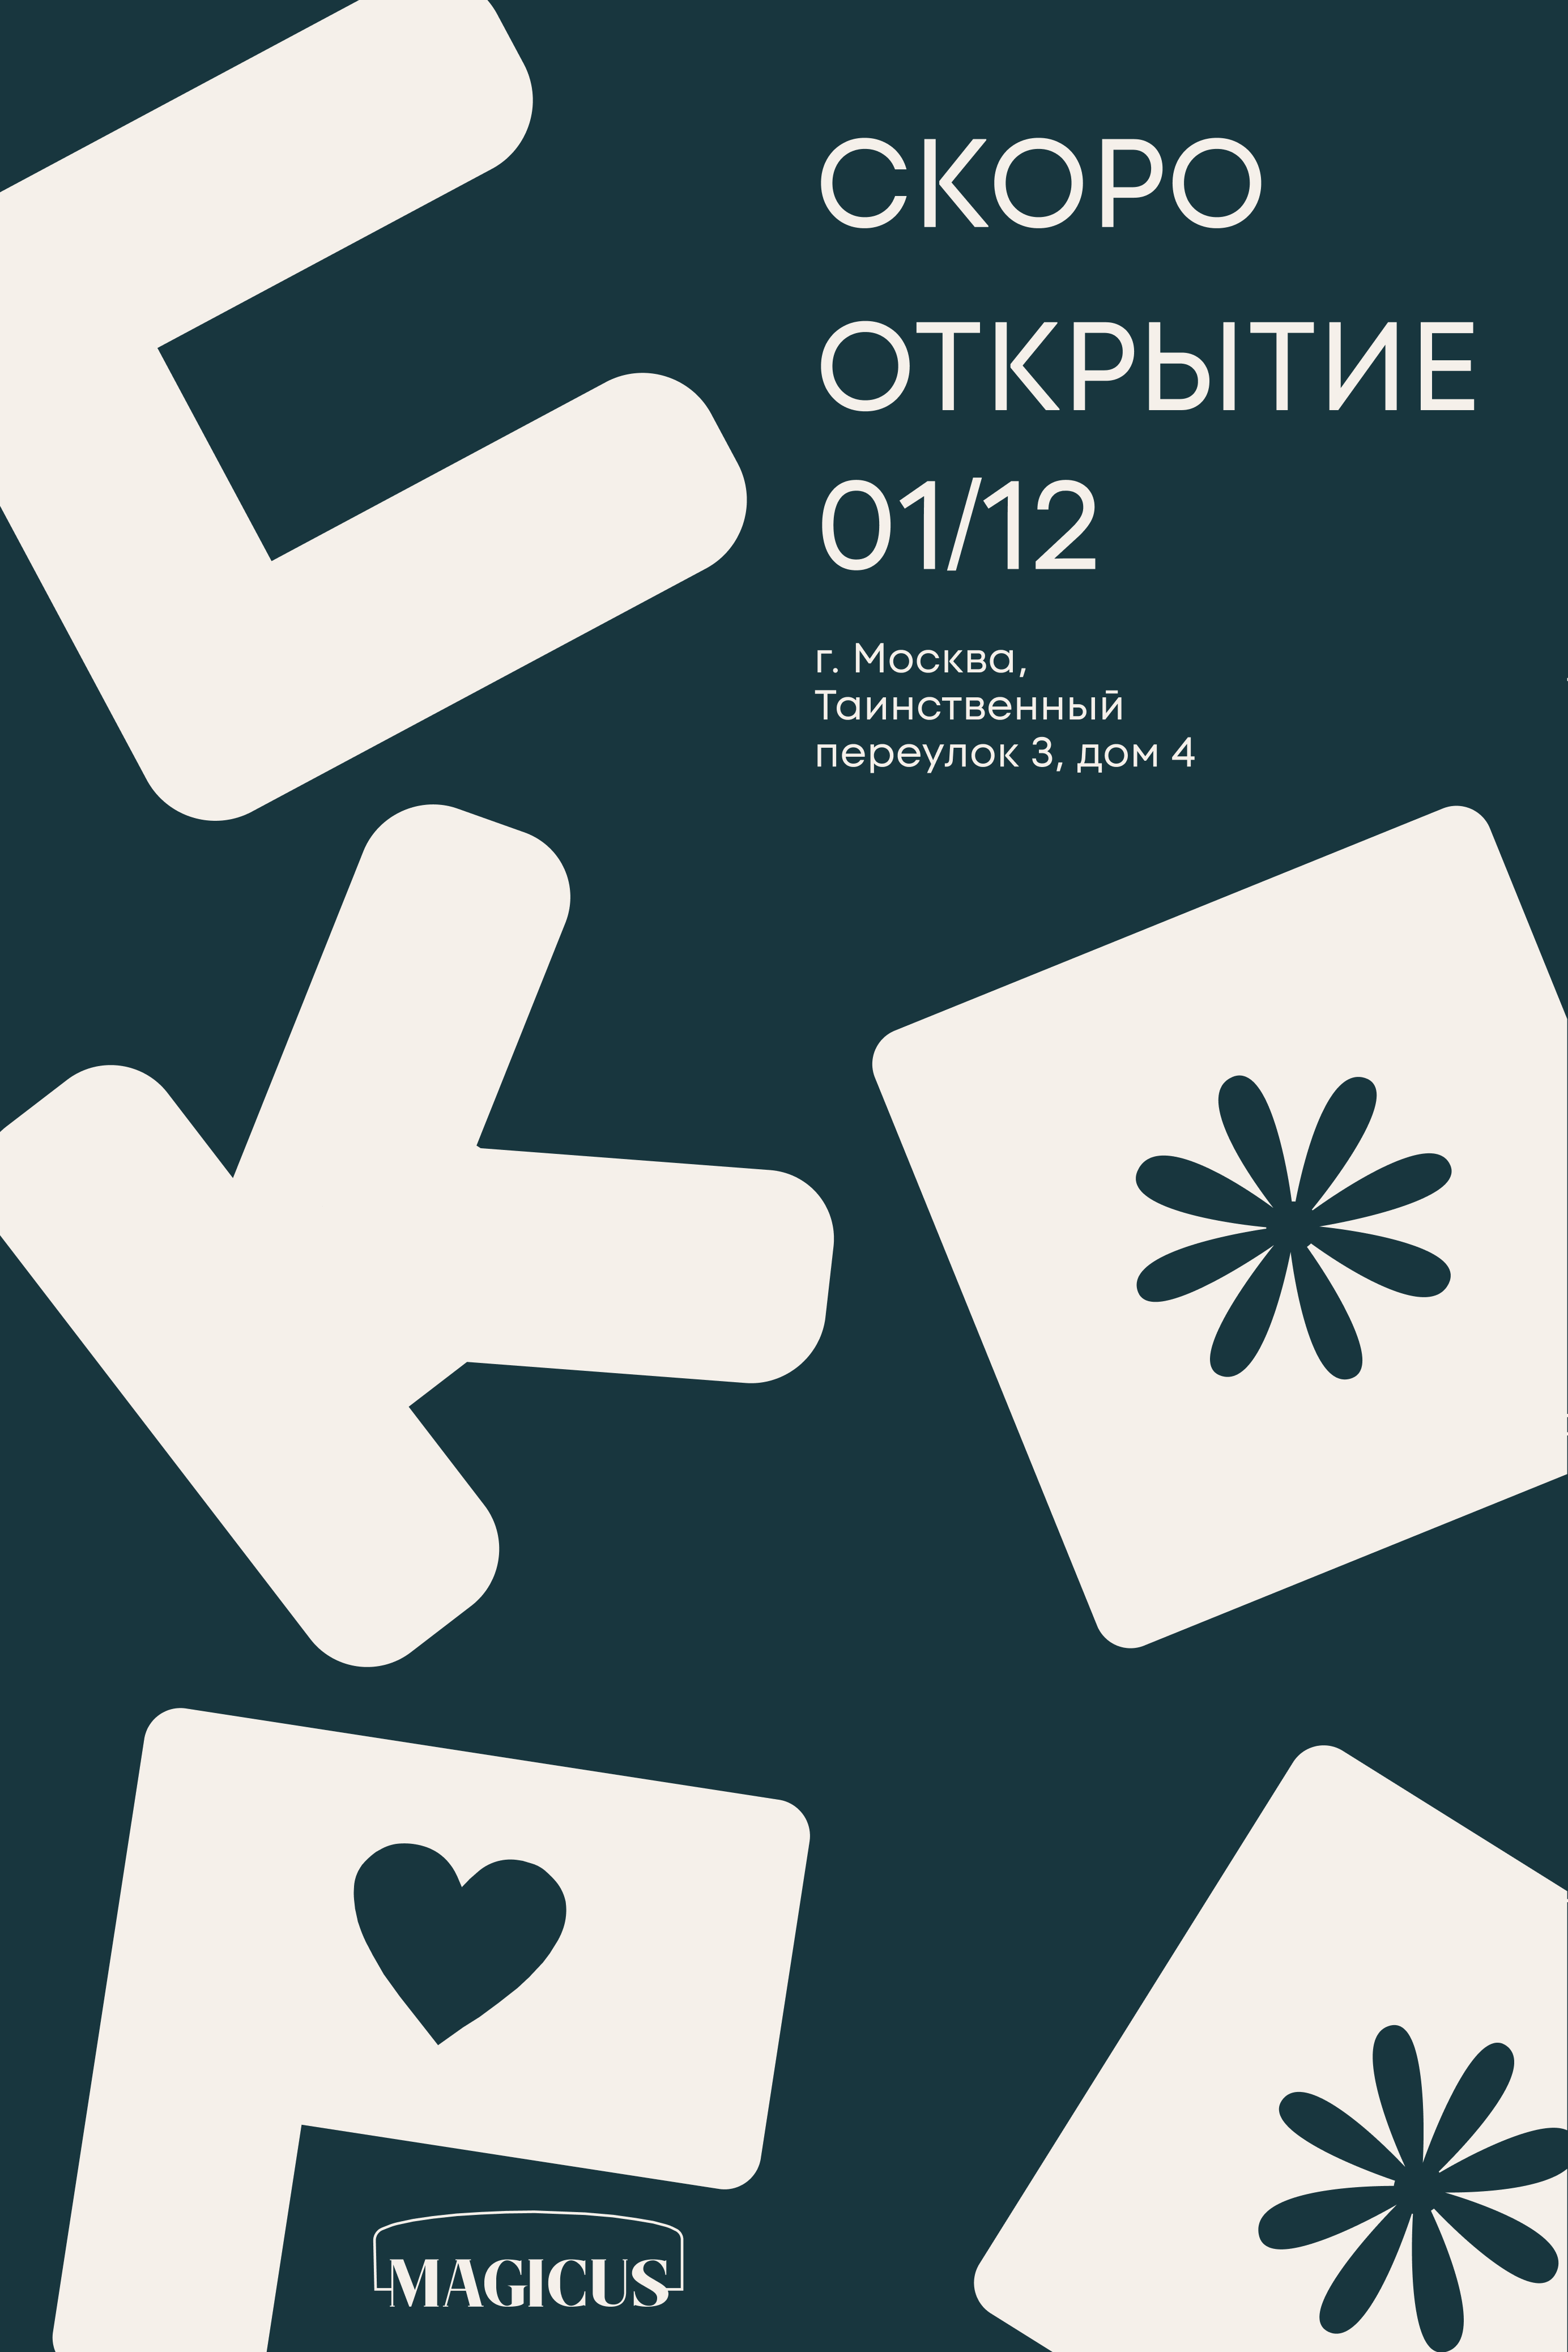 СКОРО
ОТКРЫТИЕ
01/12
г. Москва,
Таинственный
переулок 3, дом 4
С
К
О
Р
О
MAGICUS